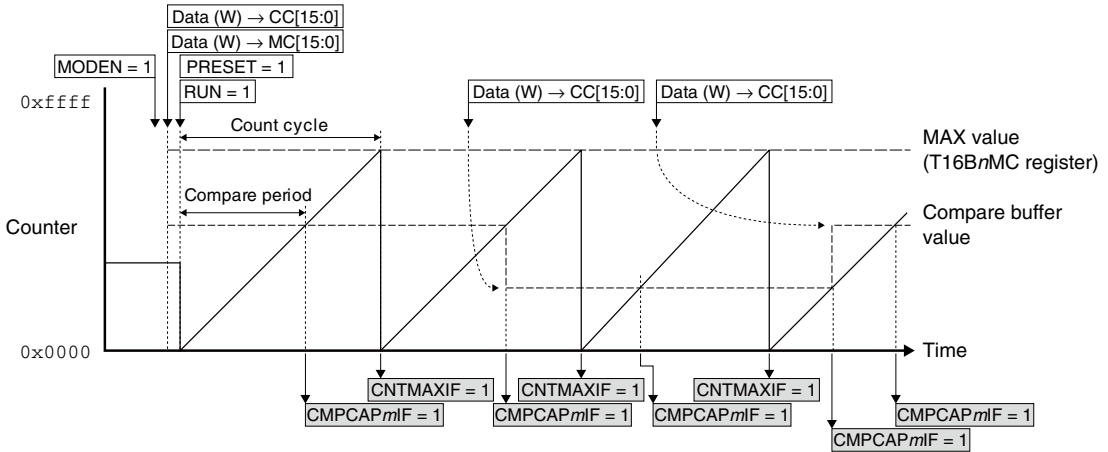 Data (W) → CC[15:0]
Data (W) → MC[15:0]
MODEN = 1
PRESET = 1
RUN = 1
Data (W) → CC[15:0]
Data (W) → CC[15:0]
0xffff
Count cycle
MAX value
(T16BnMC register)
Compare period
Counter
Compare buffer
value
0x0000
Time
CNTMAXIF = 1
CNTMAXIF = 1
CNTMAXIF = 1
CMPCAPmIF = 1
CMPCAPmIF = 1
CMPCAPmIF = 1
CMPCAPmIF = 1
CMPCAPmIF = 1